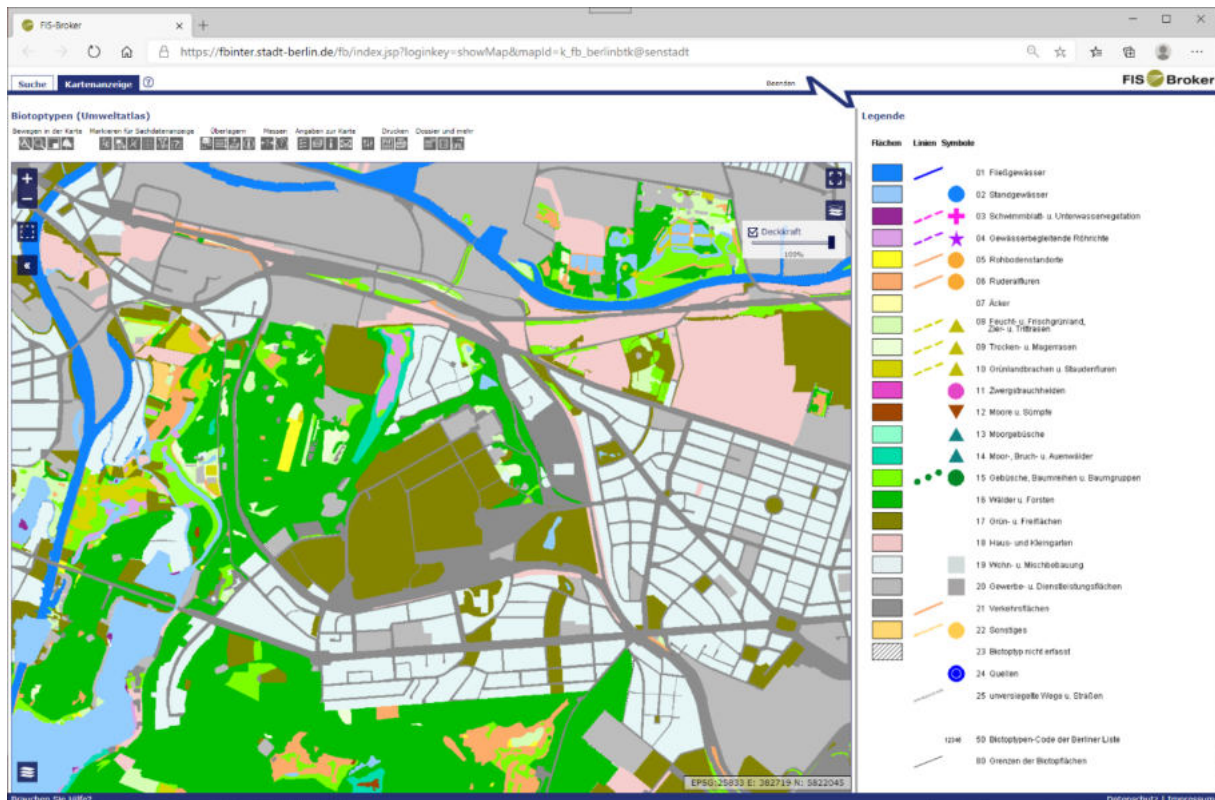 FIS-Broker
https://fbinter.stadt-berlin.de/fb/index.jsp?loginkey=showMap&mapId=k_fb_berlinbtk@senstadt
Suche Kartenanzeige ? Beenden FIS Broker
Biotoptypen (Umweltatlas)
Bewegen in der Karte Markieren für Sachdatenanzeige Überlagern Messen Angaben zur Karte Drucken Dossier und mehr
Deckkraft
100%
EPSG:25833 E: 382719 N: 5822045
Legende
Flächen Linien Symbole
01 Fließgewässer
02 Standgewässer
03 Schwimmblatt- u. Unterwasservegetation
04 Gewässerbegleitende Röhrichte
05 Rohbodenstandorte
06 Ruderalfluren
07 Äcker
08 Feucht- u. Frischgrünland,
Zier- u. Trittrasen
09 Trocken- u. Magerrasen
10 Grünlandbrachen u. Staudenfluren
11 Zwergstrauchheiden
12 Moore u. Sümpfe
13 Moorgebüsche
14 Moor-, Bruch- u. Auenwälder
15 Gebüsche, Baumreihen u. Baumgruppen
16 Wälder u. Forsten
17 Grün- u. Freiflächen
18 Haus- und Kleingärten
19 Wohn- u. Mischbebauung
20 Gewerbe- u. Dienstleistungsflächen
21 Verkehrsflächen
22 Sonstiges
23 Biotoptyp nicht erfasst
24 Quellen
25 unversiegelte Wege u. Straßen
12345 50 Biotoptypen-Code der Berliner Liste
80 Grenzen der Biotopflächen
Brauchen Sie Hilfe? Datenschutz | Impressum